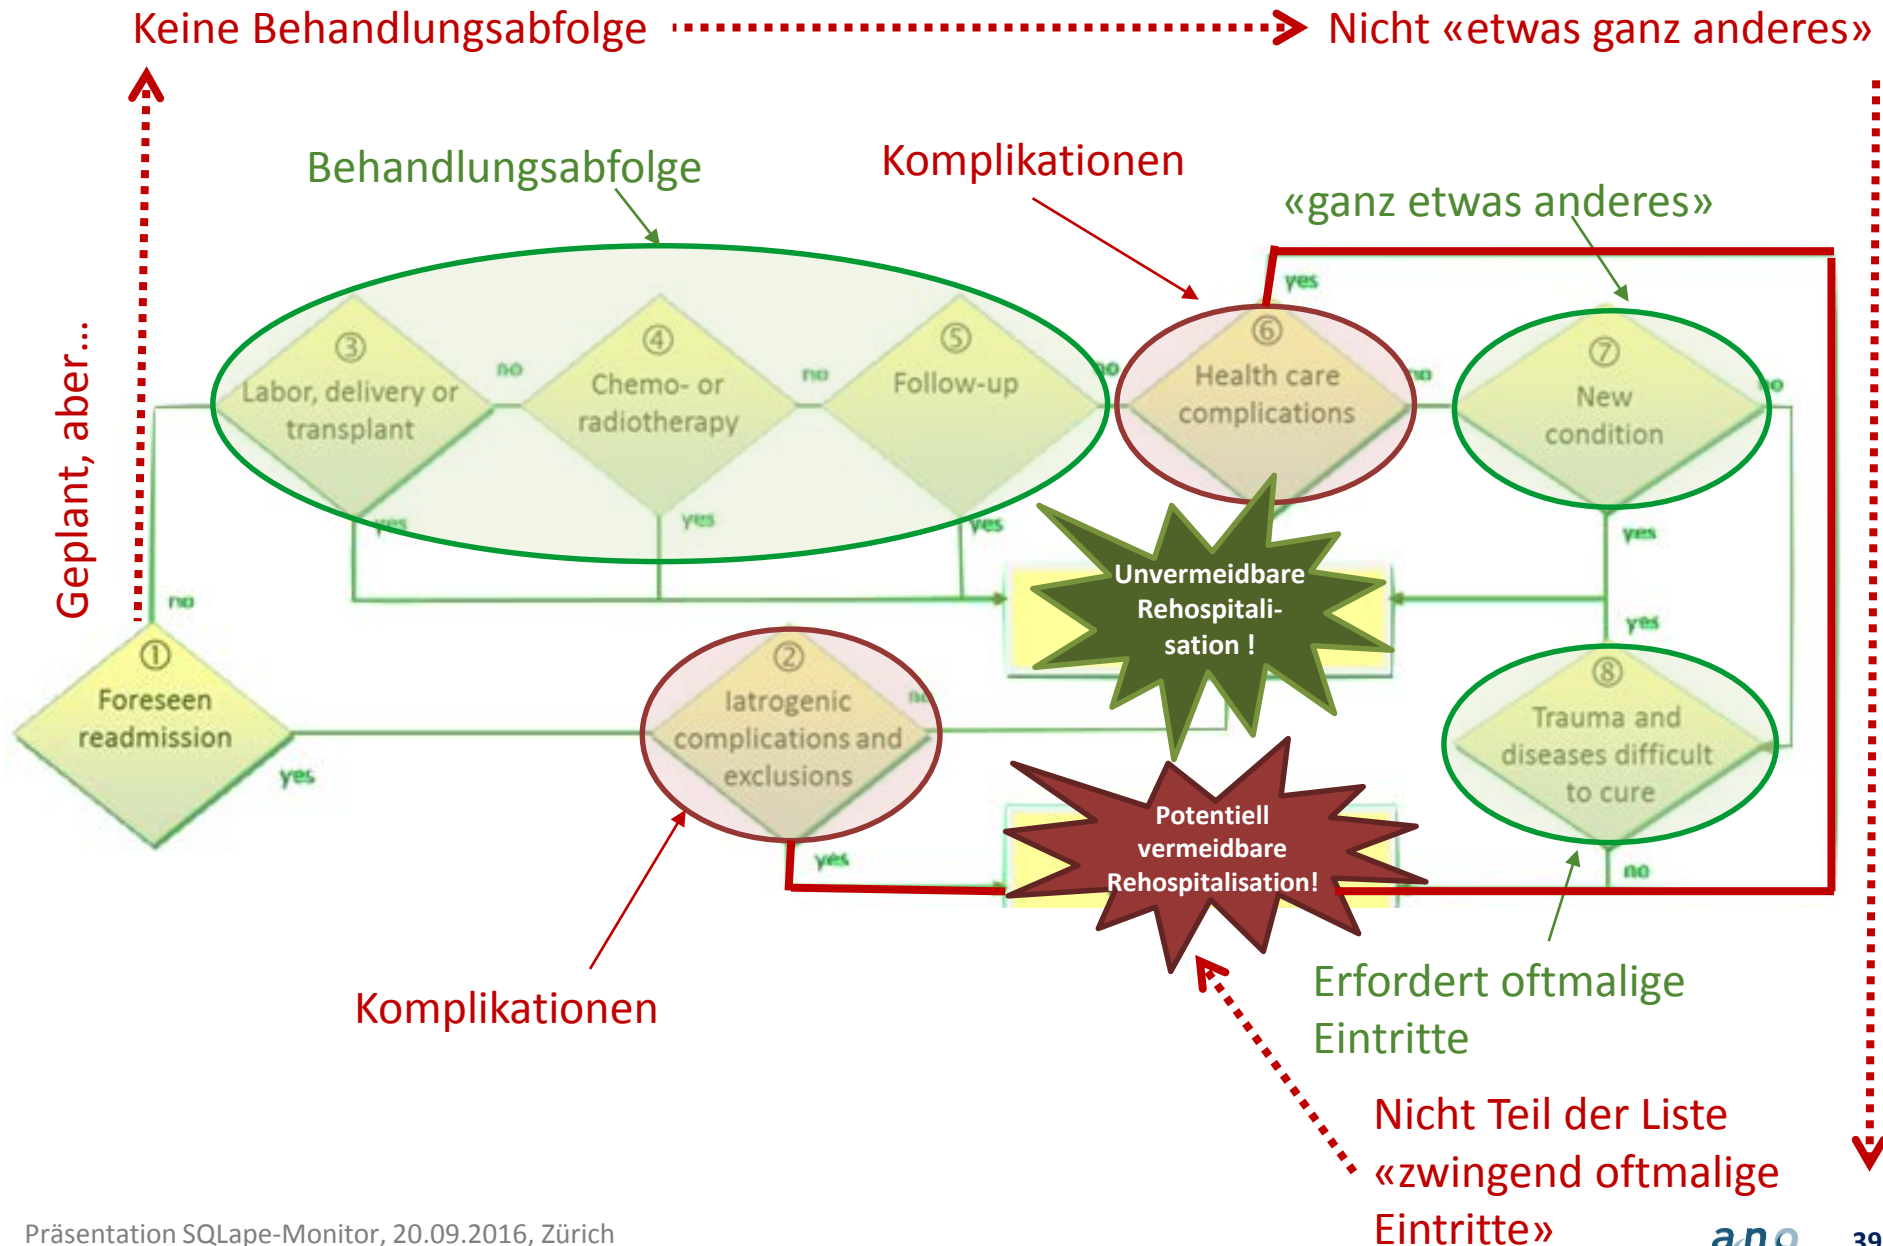 Keine Behandlungsabfolge
Nicht «etwas ganz anderes»
Geplant, aber...
Behandlungsabfolge
Komplikationen
«ganz etwas anderes»
③
Labor, delivery or
transplant
no
yes
④
Chemo- or
radiotherapy
no
yes
⑤
Follow-up
no
yes
⑥
Health care
complications
yes
no
⑦
New
condition
no
yes
Unvermeidbare
Rehospitali-
sation !
no
①
Foreseen
readmission
yes
②
Iatrogenic
complications and
exclusions
no
yes
yes
⑧
Trauma and
diseases difficult
to cure
no
Potentiell
vermeidbare
Rehospitalisation!
Komplikationen
Erfordert oftmalige
Eintritte
Nicht Teil der Liste
«zwingend oftmalige
Eintritte»
Präsentation SQLape-Monitor, 20.09.2016, Zürich
ano
39